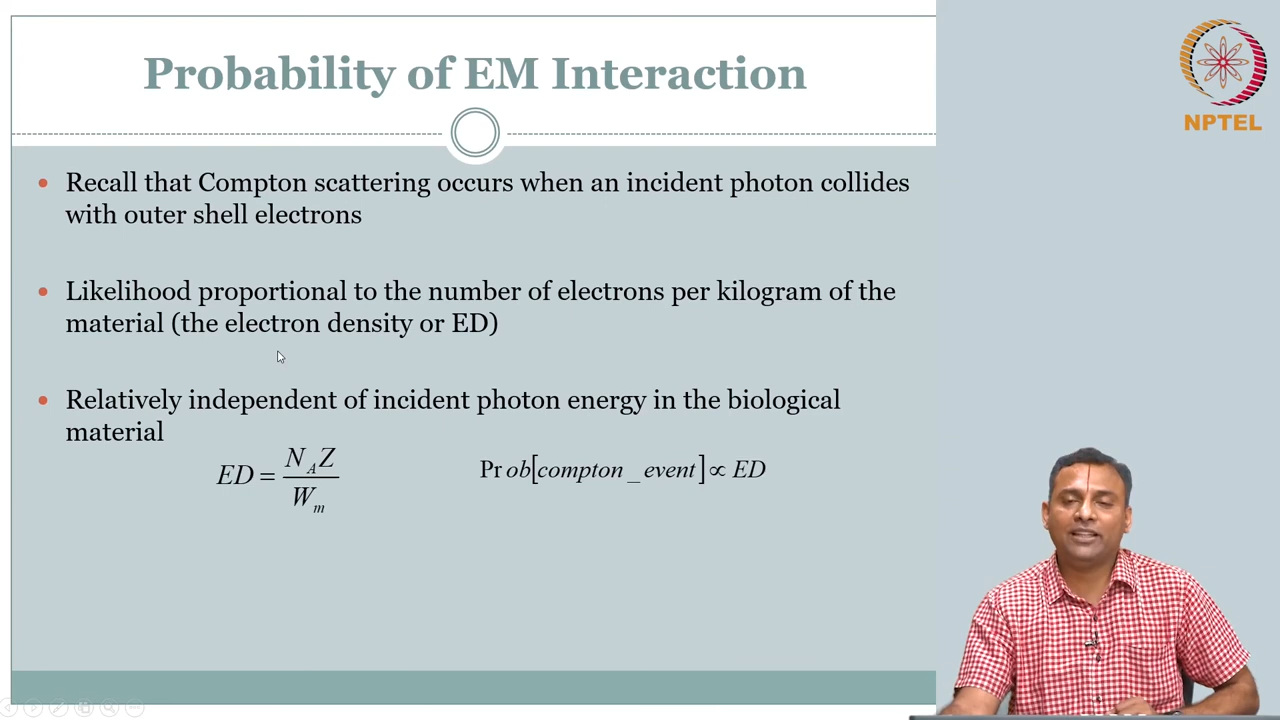 Probability of EM Interaction
NPTEL
Recall that Compton scattering occurs when an incident photon collides
with outer shell electrons
Likelihood proportional to the number of electrons per kilogram of the
material (the electron density or ED)
Relatively independent of incident photon energy in the biological
material
ED = N_A Z / W_m
Prob[compton_event] ∝ ED